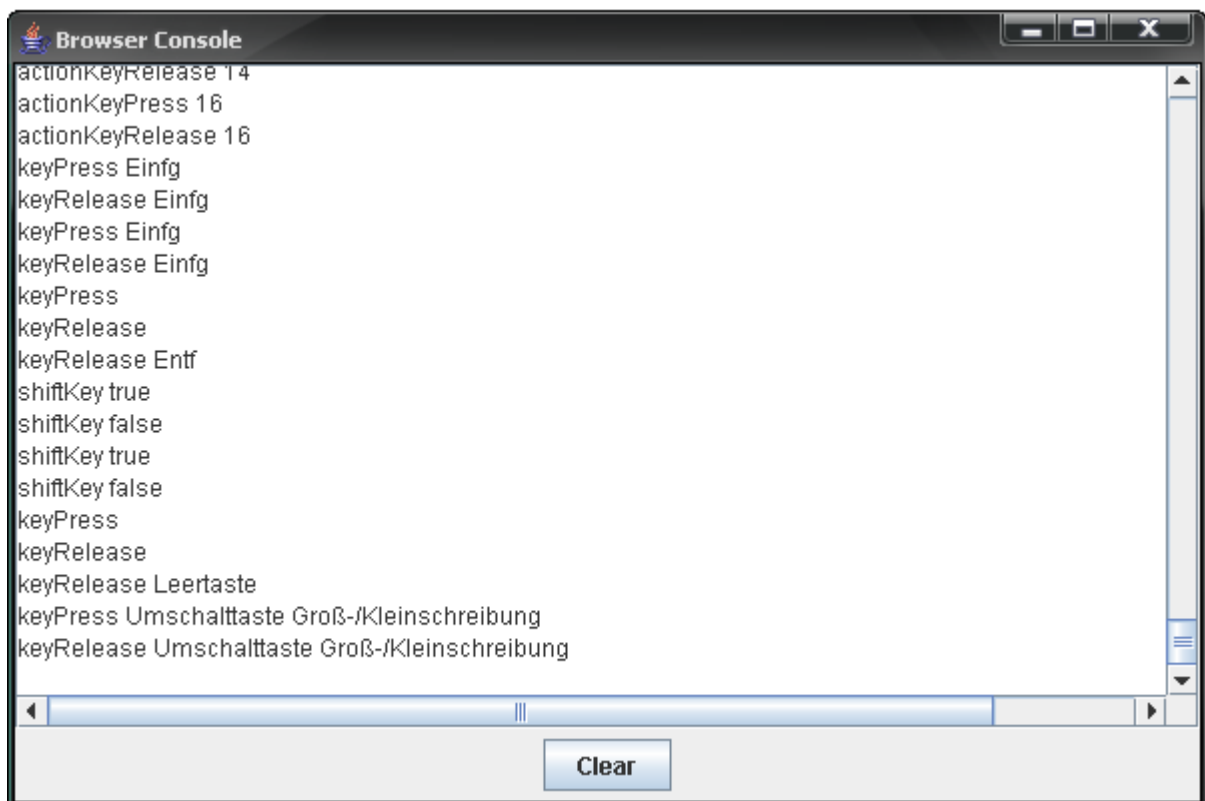 Browser Console
actionKeyRelease 14
actionKeyPress 16
actionKeyRelease 16
keyPress Einfg
keyRelease Einfg
keyPress Einfg
keyRelease Einfg
keyPress
keyRelease
keyRelease Entf
shiftKey true
shiftKey false
shiftKey true
shiftKey false
keyPress
keyRelease
keyRelease Leertaste
keyPress Umschalttaste Groß-/Kleinschreibung
keyRelease Umschalttaste Groß-/Kleinschreibung
Clear